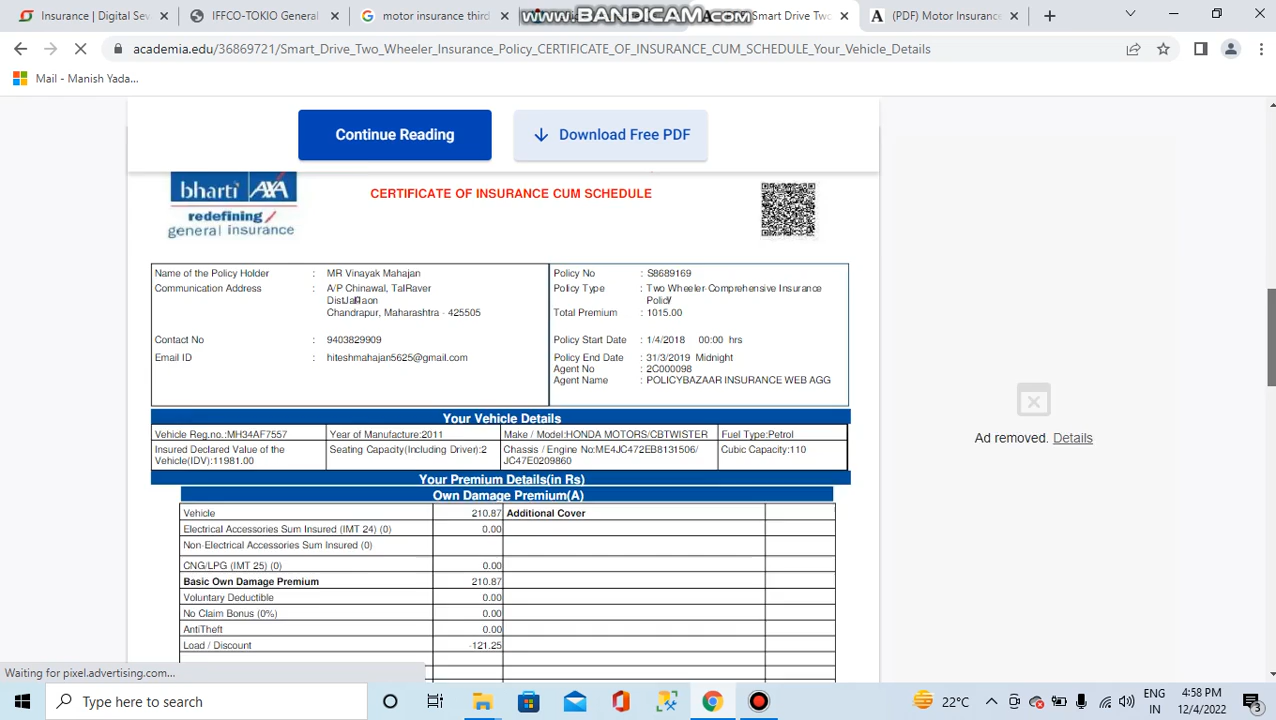 Insurance | Digital Sev
IFFCO-TOKIO General
motor insurance third
www.BANDICAM.com
Smart Drive Two
(PDF) Motor Insurance
academia.edu/36869721/Smart_Drive_Two_Wheeler_Insurance_Policy_CERTIFICATE_OF_INSURANCE_CUM_SCHEDULE_Your_Vehicle_Details
Mail - Manish Yada...
Continue Reading
Download Free PDF
bharti AXA
redefining
general insurance
CERTIFICATE OF INSURANCE CUM SCHEDULE
Name of the Policy Holder : MR Vinayak Mahajan
Communication Address : A/P Chinawal, TalRaver
Chandrapur, Maharashtra - 425505
Contact No : 9403829909
Email ID : hiteshmahajan5625@gmail.com
Policy No : S8689169
Policy Type : Two Wheeler-Comprehensive Insurance
Policy
Total Premium : 1015.00
Policy Start Date : 1/4/2018 00:00 hrs
Policy End Date : 31/3/2019 Midnight
Agent No : 2C000098
Agent Name : POLICYBAZAAR INSURANCE WEB AGG
Your Vehicle Details
Vehicle Reg.no.:MH34AF7557 Year of Manufacture:2011 Make / Model:HONDA MOTORS/CBTWISTER Fuel Type:Petrol
Insured Declared Value of the Seating Capacity(Including Driver):2 Chassis / Engine No:ME4JC472EB8131506/ Cubic Capacity:110
Vehicle(IDV):11981.00 JC47E0209860
Your Premium Details(in Rs)
Own Damage Premium(A)
Vehicle 210.87 Additional Cover
Electrical Accessories Sum Insured (IMT 24) (0) 0.00
Non-Electrical Accessories Sum Insured (0)
CNG/LPG (IMT 25) (0) 0.00
Basic Own Damage Premium 210.87
Voluntary Deductible 0.00
No Claim Bonus (0%) 0.00
AntiTheft 0.00
Load / Discount -121.25
Ad removed. Details
Waiting for pixel.advertising.com...
Type here to search
22°C
ENG
IN
4:58 PM
12/4/2022
3